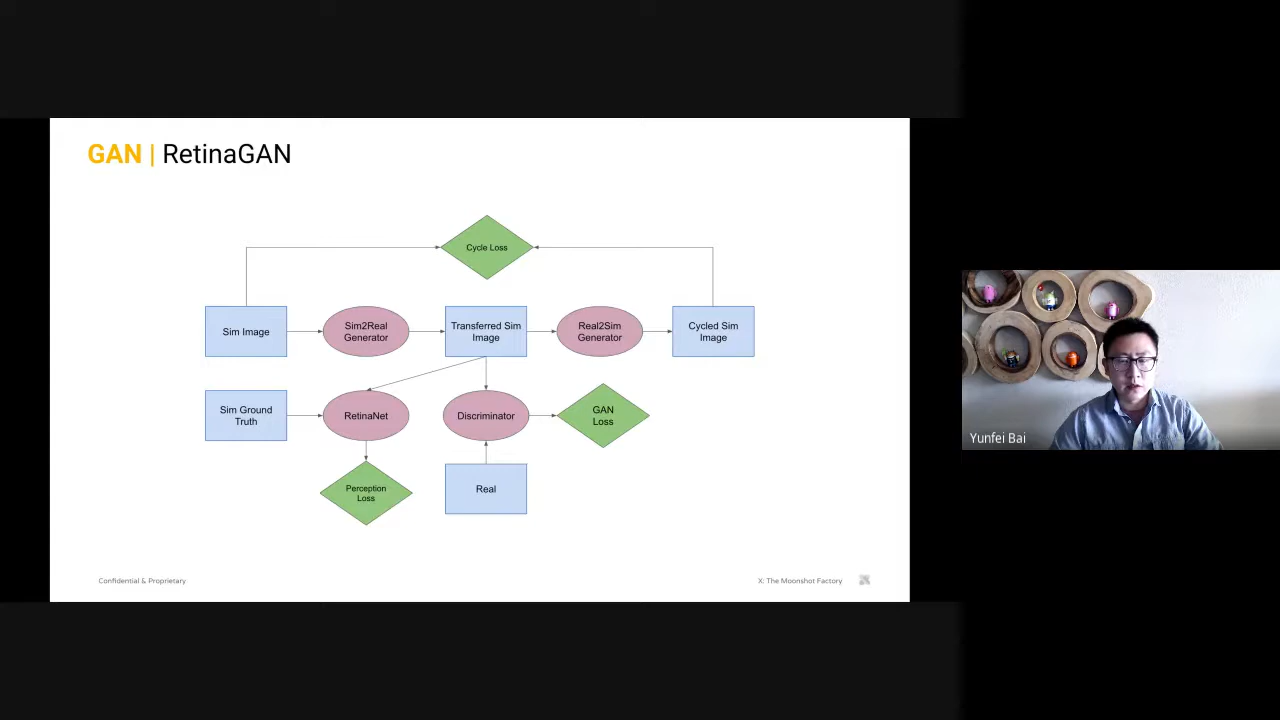 GAN | RetinaGAN
Cycle Loss
Sim Image
Sim2Real
Generator
Transferred Sim
Image
Real2Sim
Generator
Cycled Sim
Image
Sim Ground
Truth
RetinaNet
Discriminator
GAN
Loss
Perception
Loss
Real
Confidential & Proprietary
X: The Moonshot Factory
Yunfei Bai